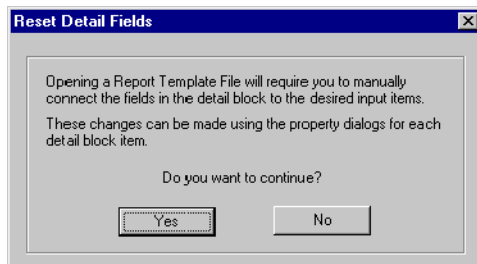 Reset Detail Fields
Opening a Report Template File will require you to manually
connect the fields in the detail block to the desired input items.
These changes can be made using the property dialogs for each
detail block item.
Do you want to continue?
Yes No